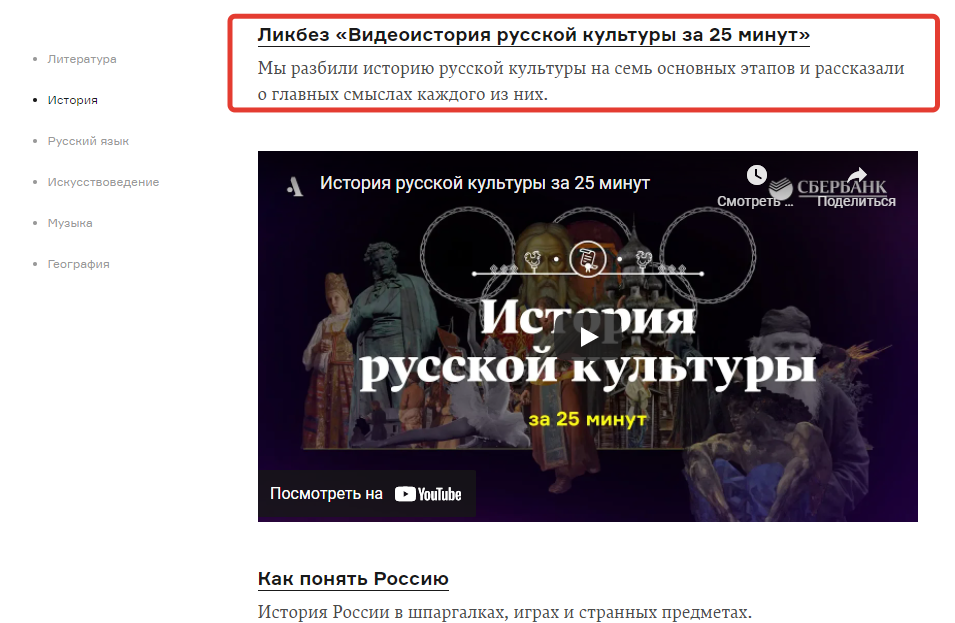 Литература
История
Русский язык
Искусствоведение
Музыка
География
Ликбез «Видеоистория русской культуры за 25 минут»
Мы разбили историю русской культуры на семь основных этапов и рассказали
о главных смыслах каждого из них.
История русской культуры за 25 минут
Смотреть ...
Поделиться
СБЕРБАНК
История
русской культуры
за 25 минут
Посмотреть на YouTube
Как понять Россию
История России в шпаргалках, играх и странных предметах.